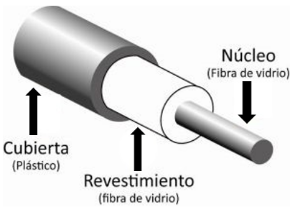 Núcleo
(Fibra de vidrio)
Cubierta
(Plástico)
Revestimiento
(fibra de vidrio)